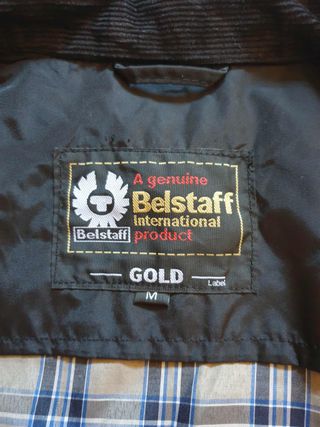 A genuine
Belstaff
International
product
Belstaff
GOLD
Label
M